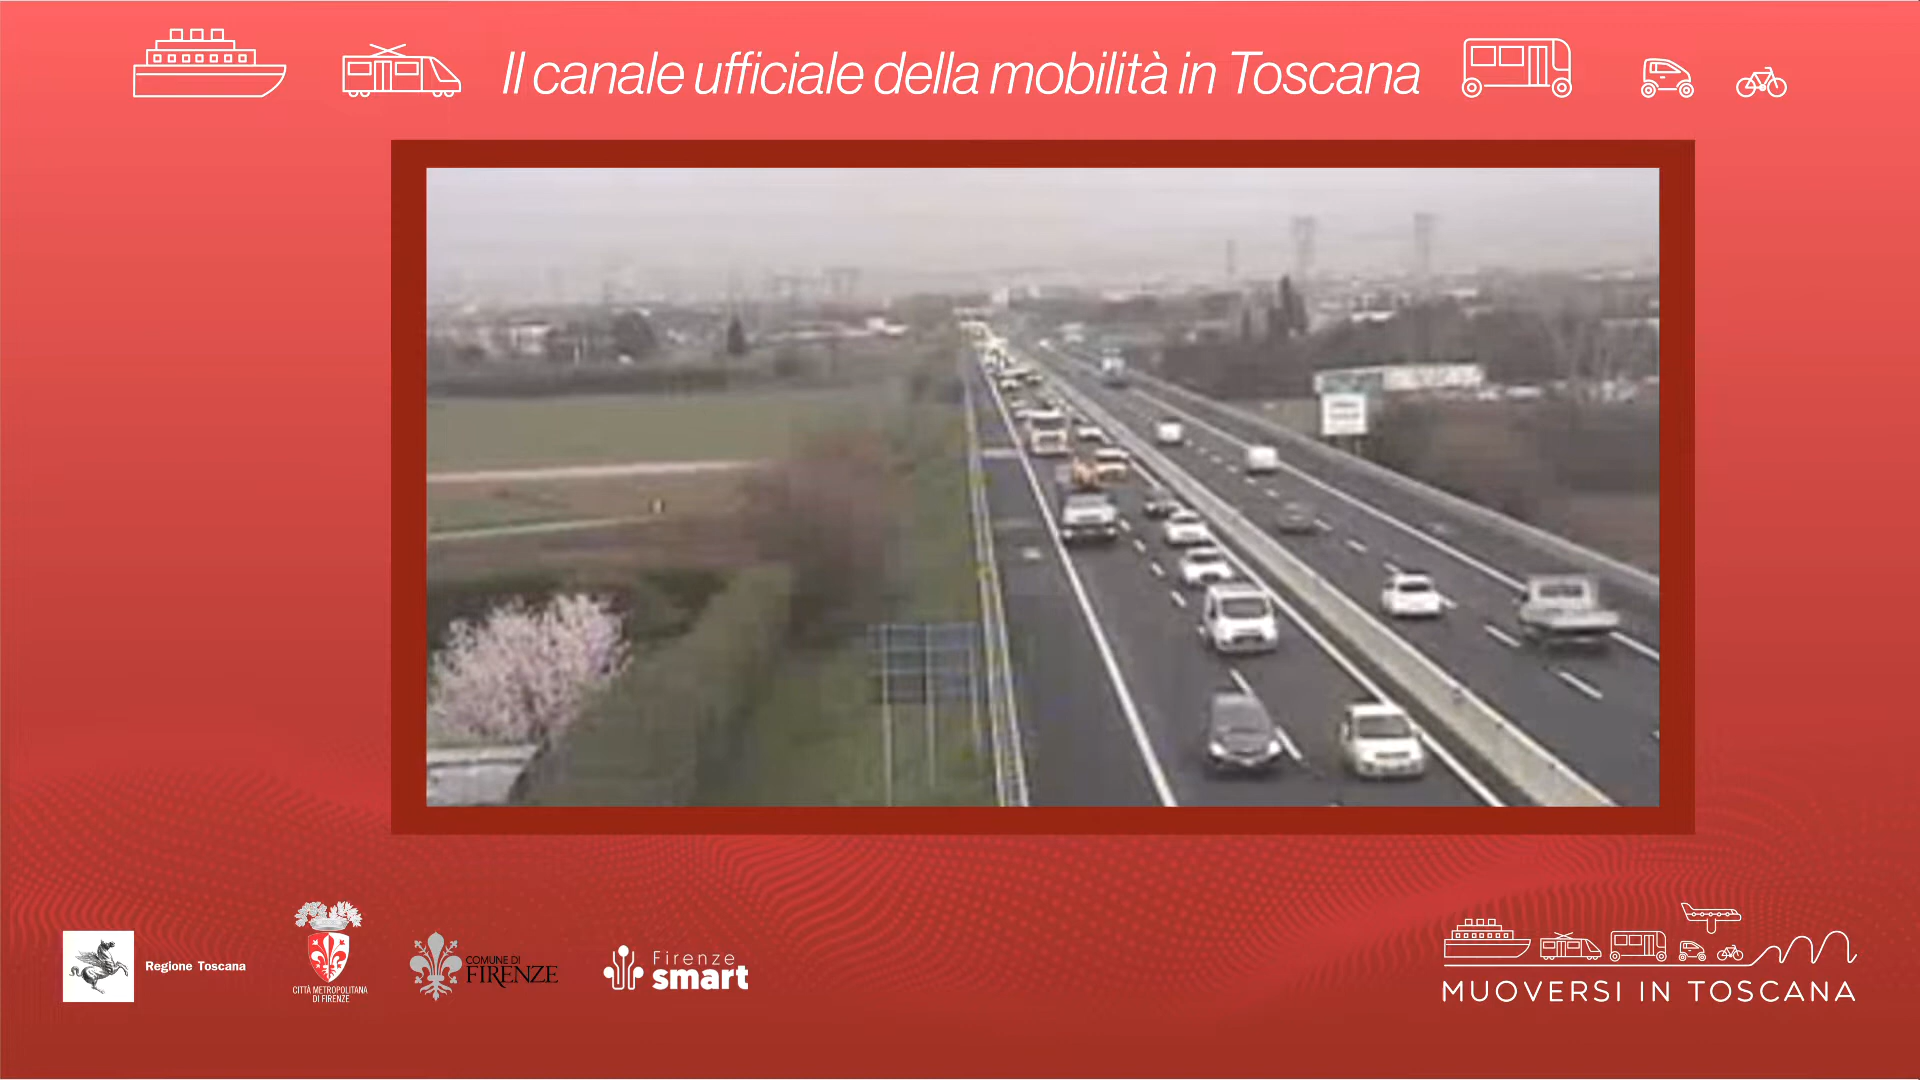 Il canale ufficiale della mobilità in Toscana
Regione Toscana
CITTÀ METROPOLITANA
DI FIRENZE
COMUNE DI
FIRENZE
Firenze
smart
MUOVERSI IN TOSCANA